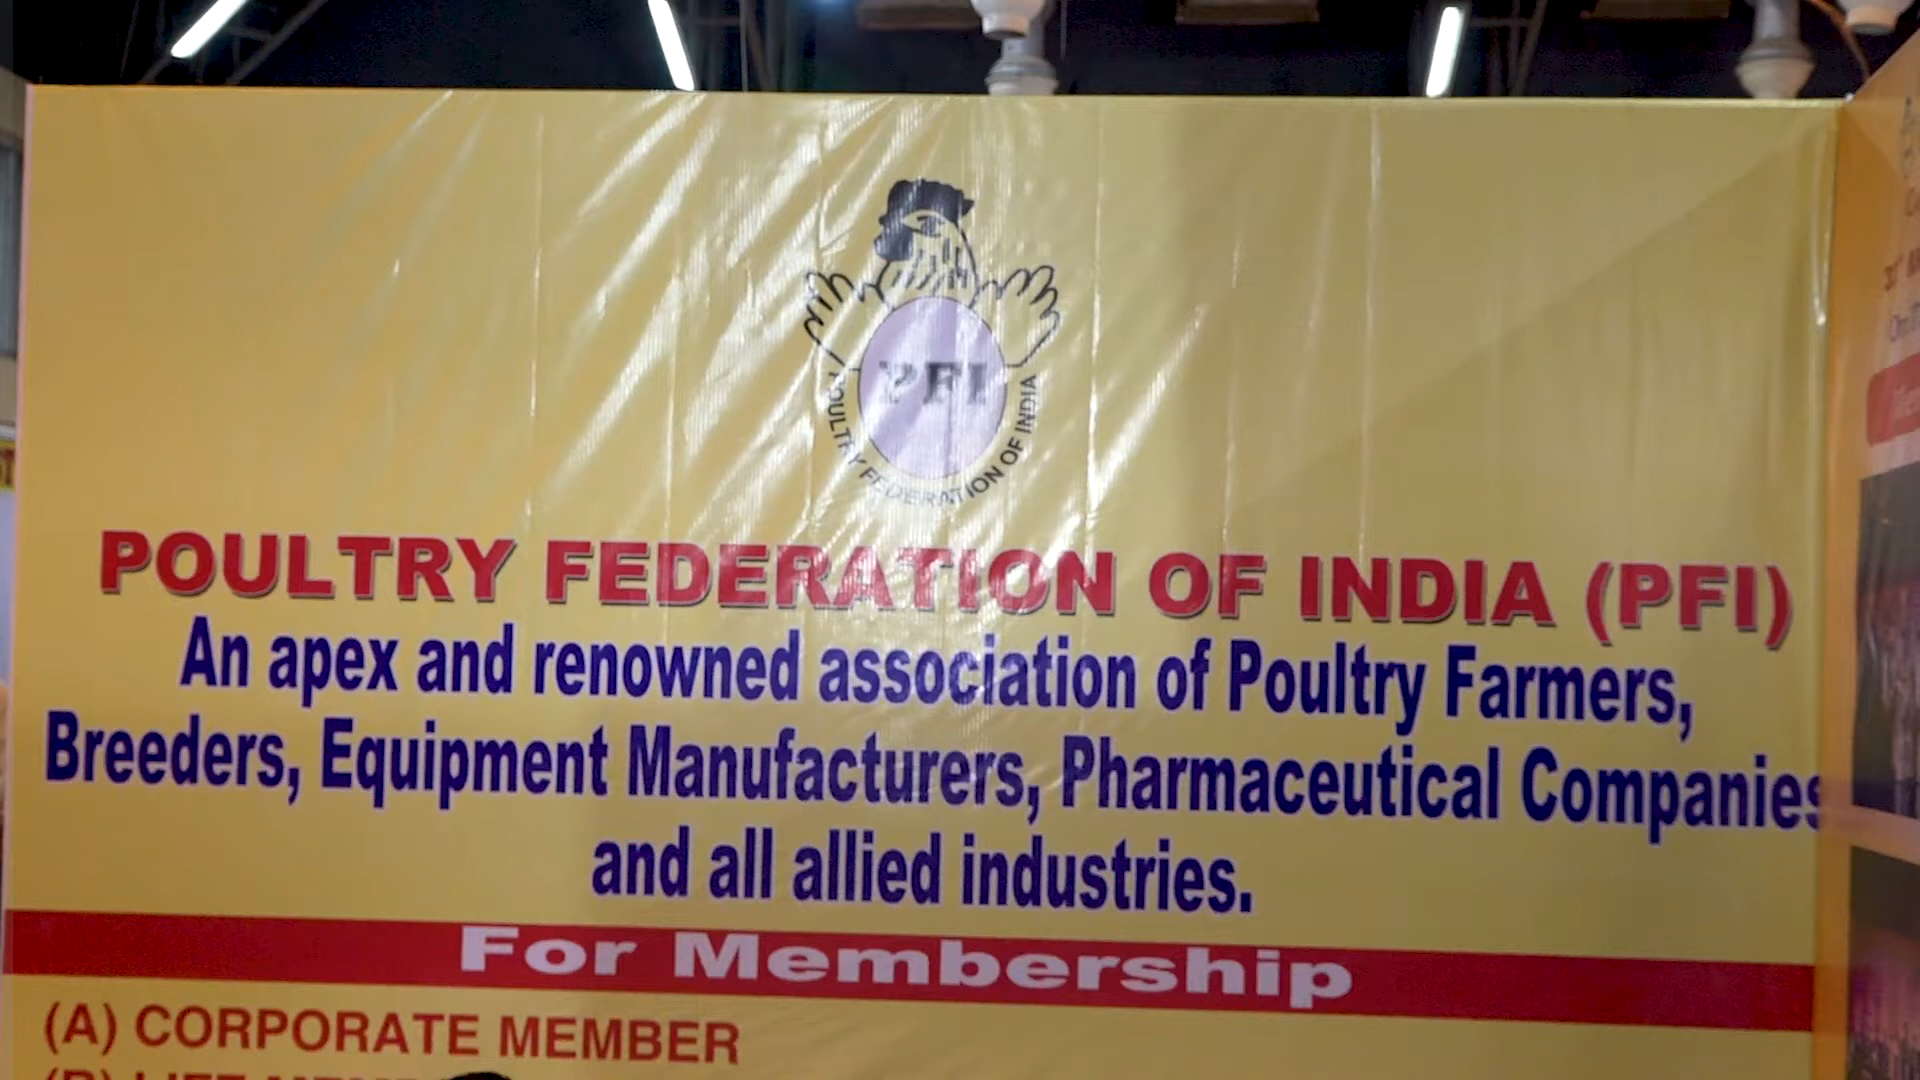 PFI
POULTRY FEDERATION OF INDIA
POULTRY FEDERATION OF INDIA (PFI)
An apex and renowned association of Poultry Farmers,
Breeders, Equipment Manufacturers, Pharmaceutical Companies
and all allied industries.
For Membership
(A) CORPORATE MEMBER